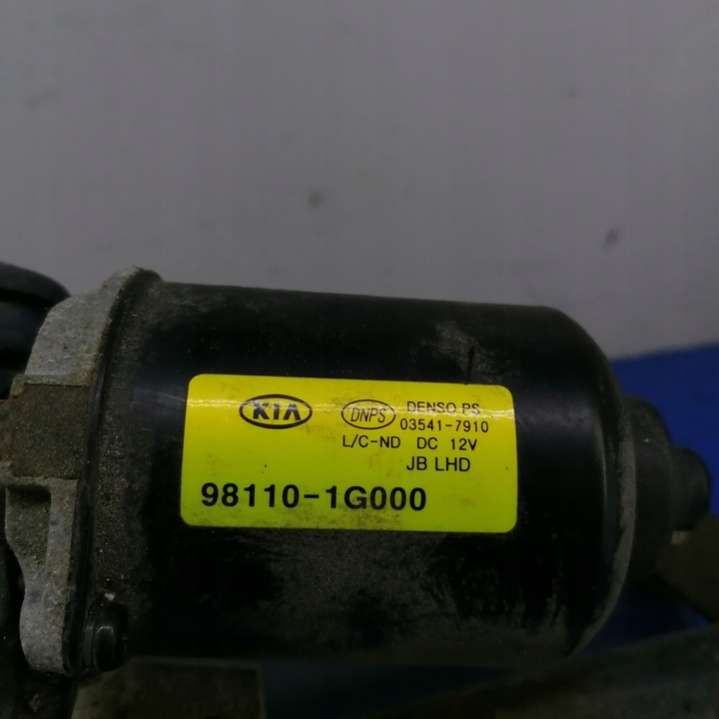 KIA
DNPS
DENSO PS
03541-7910
L/C-ND DC 12V
JB LHD
98110-1G000